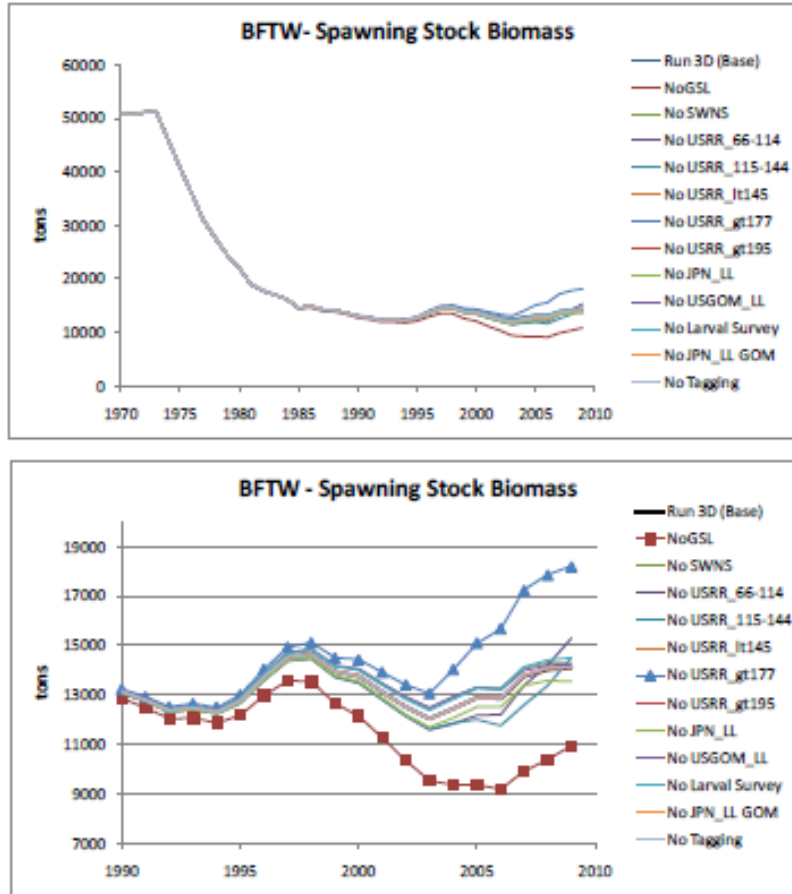 BFTW- Spawning Stock Biomass
60000
50000
40000
30000
20000
10000
0
tons
1970 1975 1980 1985 1990 1995 2000 2005 2010
Run 3D (Base)
NoGSL
No SWNS
No USRR_66-114
No USRR_115-144
No USRR_lt145
No USRR_gt177
No USRR_gt195
No JPN_LL
No USGOM_LL
No Larval Survey
No JPN_LL GOM
No Tagging
BFTW - Spawning Stock Biomass
19000
17000
15000
13000
11000
9000
7000
tons
1990 1995 2000 2005 2010
Run 3D (Base)
NoGSL
No SWNS
No USRR_66-114
No USRR_115-144
No USRR_lt145
No USRR_gt177
No USRR_gt195
No JPN_LL
No USGOM_LL
No Larval Survey
No JPN_LL GOM
No Tagging